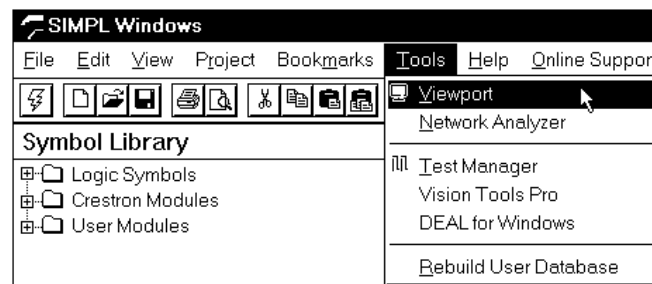 SIMPL Windows
File Edit View Project Bookmarks Tools Help Online Suppor
Viewport
Network Analyzer
Test Manager
Vision Tools Pro
DEAL for Windows
Rebuild User Database
Symbol Library
Logic Symbols
Crestron Modules
User Modules